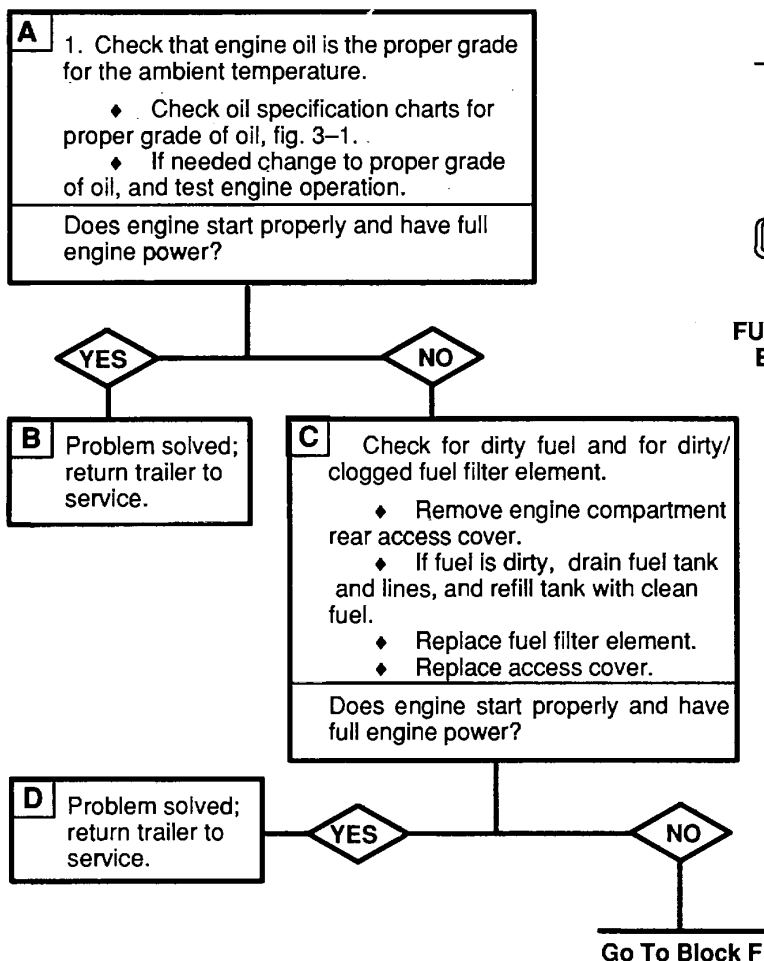 A
1. Check that engine oil is the proper grade
for the ambient temperature.
♦ Check oil specification charts for
proper grade of oil, fig. 3–1.
♦ If needed change to proper grade
of oil, and test engine operation.
Does engine start properly and have full
engine power?
YES
NO
FU
E
B
Problem solved;
return trailer to
service.
C
Check for dirty fuel and for dirty/
clogged fuel filter element.
♦ Remove engine compartment
rear access cover.
♦ If fuel is dirty, drain fuel tank
and lines, and refill tank with clean
fuel.
♦ Replace fuel filter element.
♦ Replace access cover.
Does engine start properly and have
full engine power?
D
Problem solved;
return trailer to
service.
YES
NO
Go To Block F